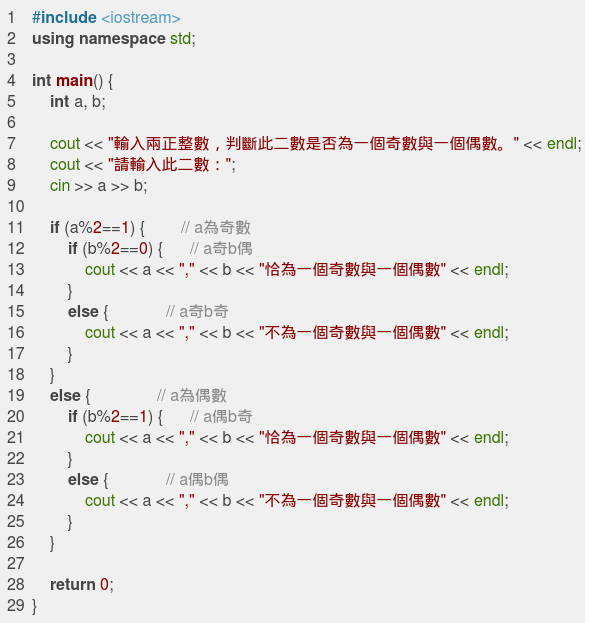 1 #include <iostream>
2 using namespace std;
3
4 int main() {
5     int a, b;
6
7     cout << "輸入兩正整數，判斷此二數是否為一個奇數與一個偶數。" << endl;
8     cout << "請輸入此二數：";
9     cin >> a >> b;
10
11     if (a%2==1) {        // a為奇數
12         if (b%2==0) {      // a奇b偶
13             cout << a << "," << b << "恰為一個奇數與一個偶數" << endl;
14         }
15         else {             // a奇b奇
16             cout << a << "," << b << "不為一個奇數與一個偶數" << endl;
17         }
18     }
19     else {               // a為偶數
20         if (b%2==1) {      // a偶b奇
21             cout << a << "," << b << "恰為一個奇數與一個偶數" << endl;
22         }
23         else {             // a偶b偶
24             cout << a << "," << b << "不為一個奇數與一個偶數" << endl;
25         }
26     }
27
28     return 0;
29 }